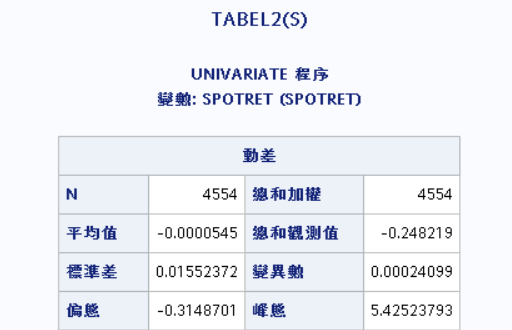 TABEL2(S)
UNIVARIATE 程序
變數: SPOTRET (SPOTRET)
動差
N 4554 總和加權 4554
平均值 -0.0000545 總和觀測值 -0.248219
標準差 0.01552372 變異數 0.00024099
偏態 -0.3148701 峰態 5.42523793